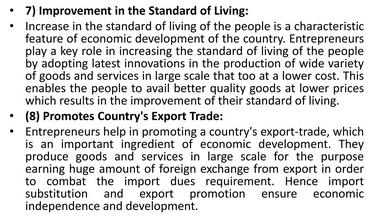 • 7) Improvement in the Standard of Living:
• Increase in the standard of living of the people is a characteristic
feature of economic development of the country. Entrepreneurs
play a key role in increasing the standard of living of the people
by adopting latest innovations in the production of wide variety
of goods and services in large scale that too at a lower cost. This
enables the people to avail better quality goods at lower prices
which results in the improvement of their standard of living.
• (8) Promotes Country's Export Trade:
• Entrepreneurs help in promoting a country's export-trade, which
is an important ingredient of economic development. They
produce goods and services in large scale for the purpose
earning huge amount of foreign exchange from export in order
to combat the import dues requirement. Hence import
substitution and export promotion ensure economic
independence and development.